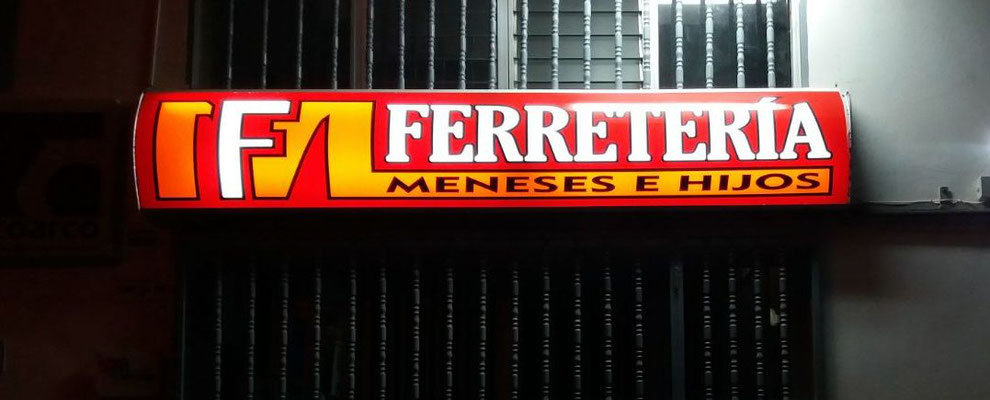 FERRETERÍA
MENESES E HIJOS